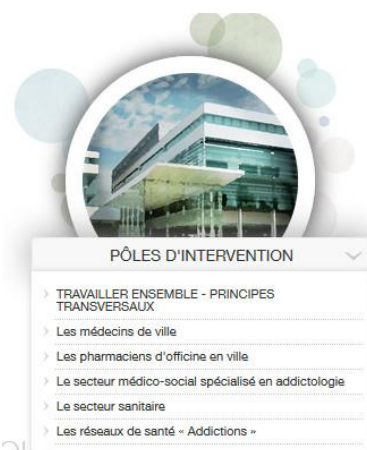 PÔLES D'INTERVENTION
TRAVAILLER ENSEMBLE - PRINCIPES
TRANSVERSAUX
Les médecins de ville
Les pharmaciens d'officine en ville
Le secteur médico-social spécialisé en addictologie
Le secteur sanitaire
Les réseaux de santé « Addictions »